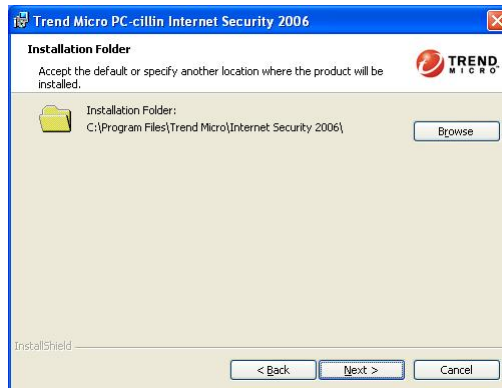 Trend Micro PC-cillin Internet Security 2006
Installation Folder
Accept the default or specify another location where the product will be
installed.
TREND
MICRO
Installation Folder:
C:\Program Files\Trend Micro\Internet Security 2006\
Browse
InstallShield
< Back
Next >
Cancel